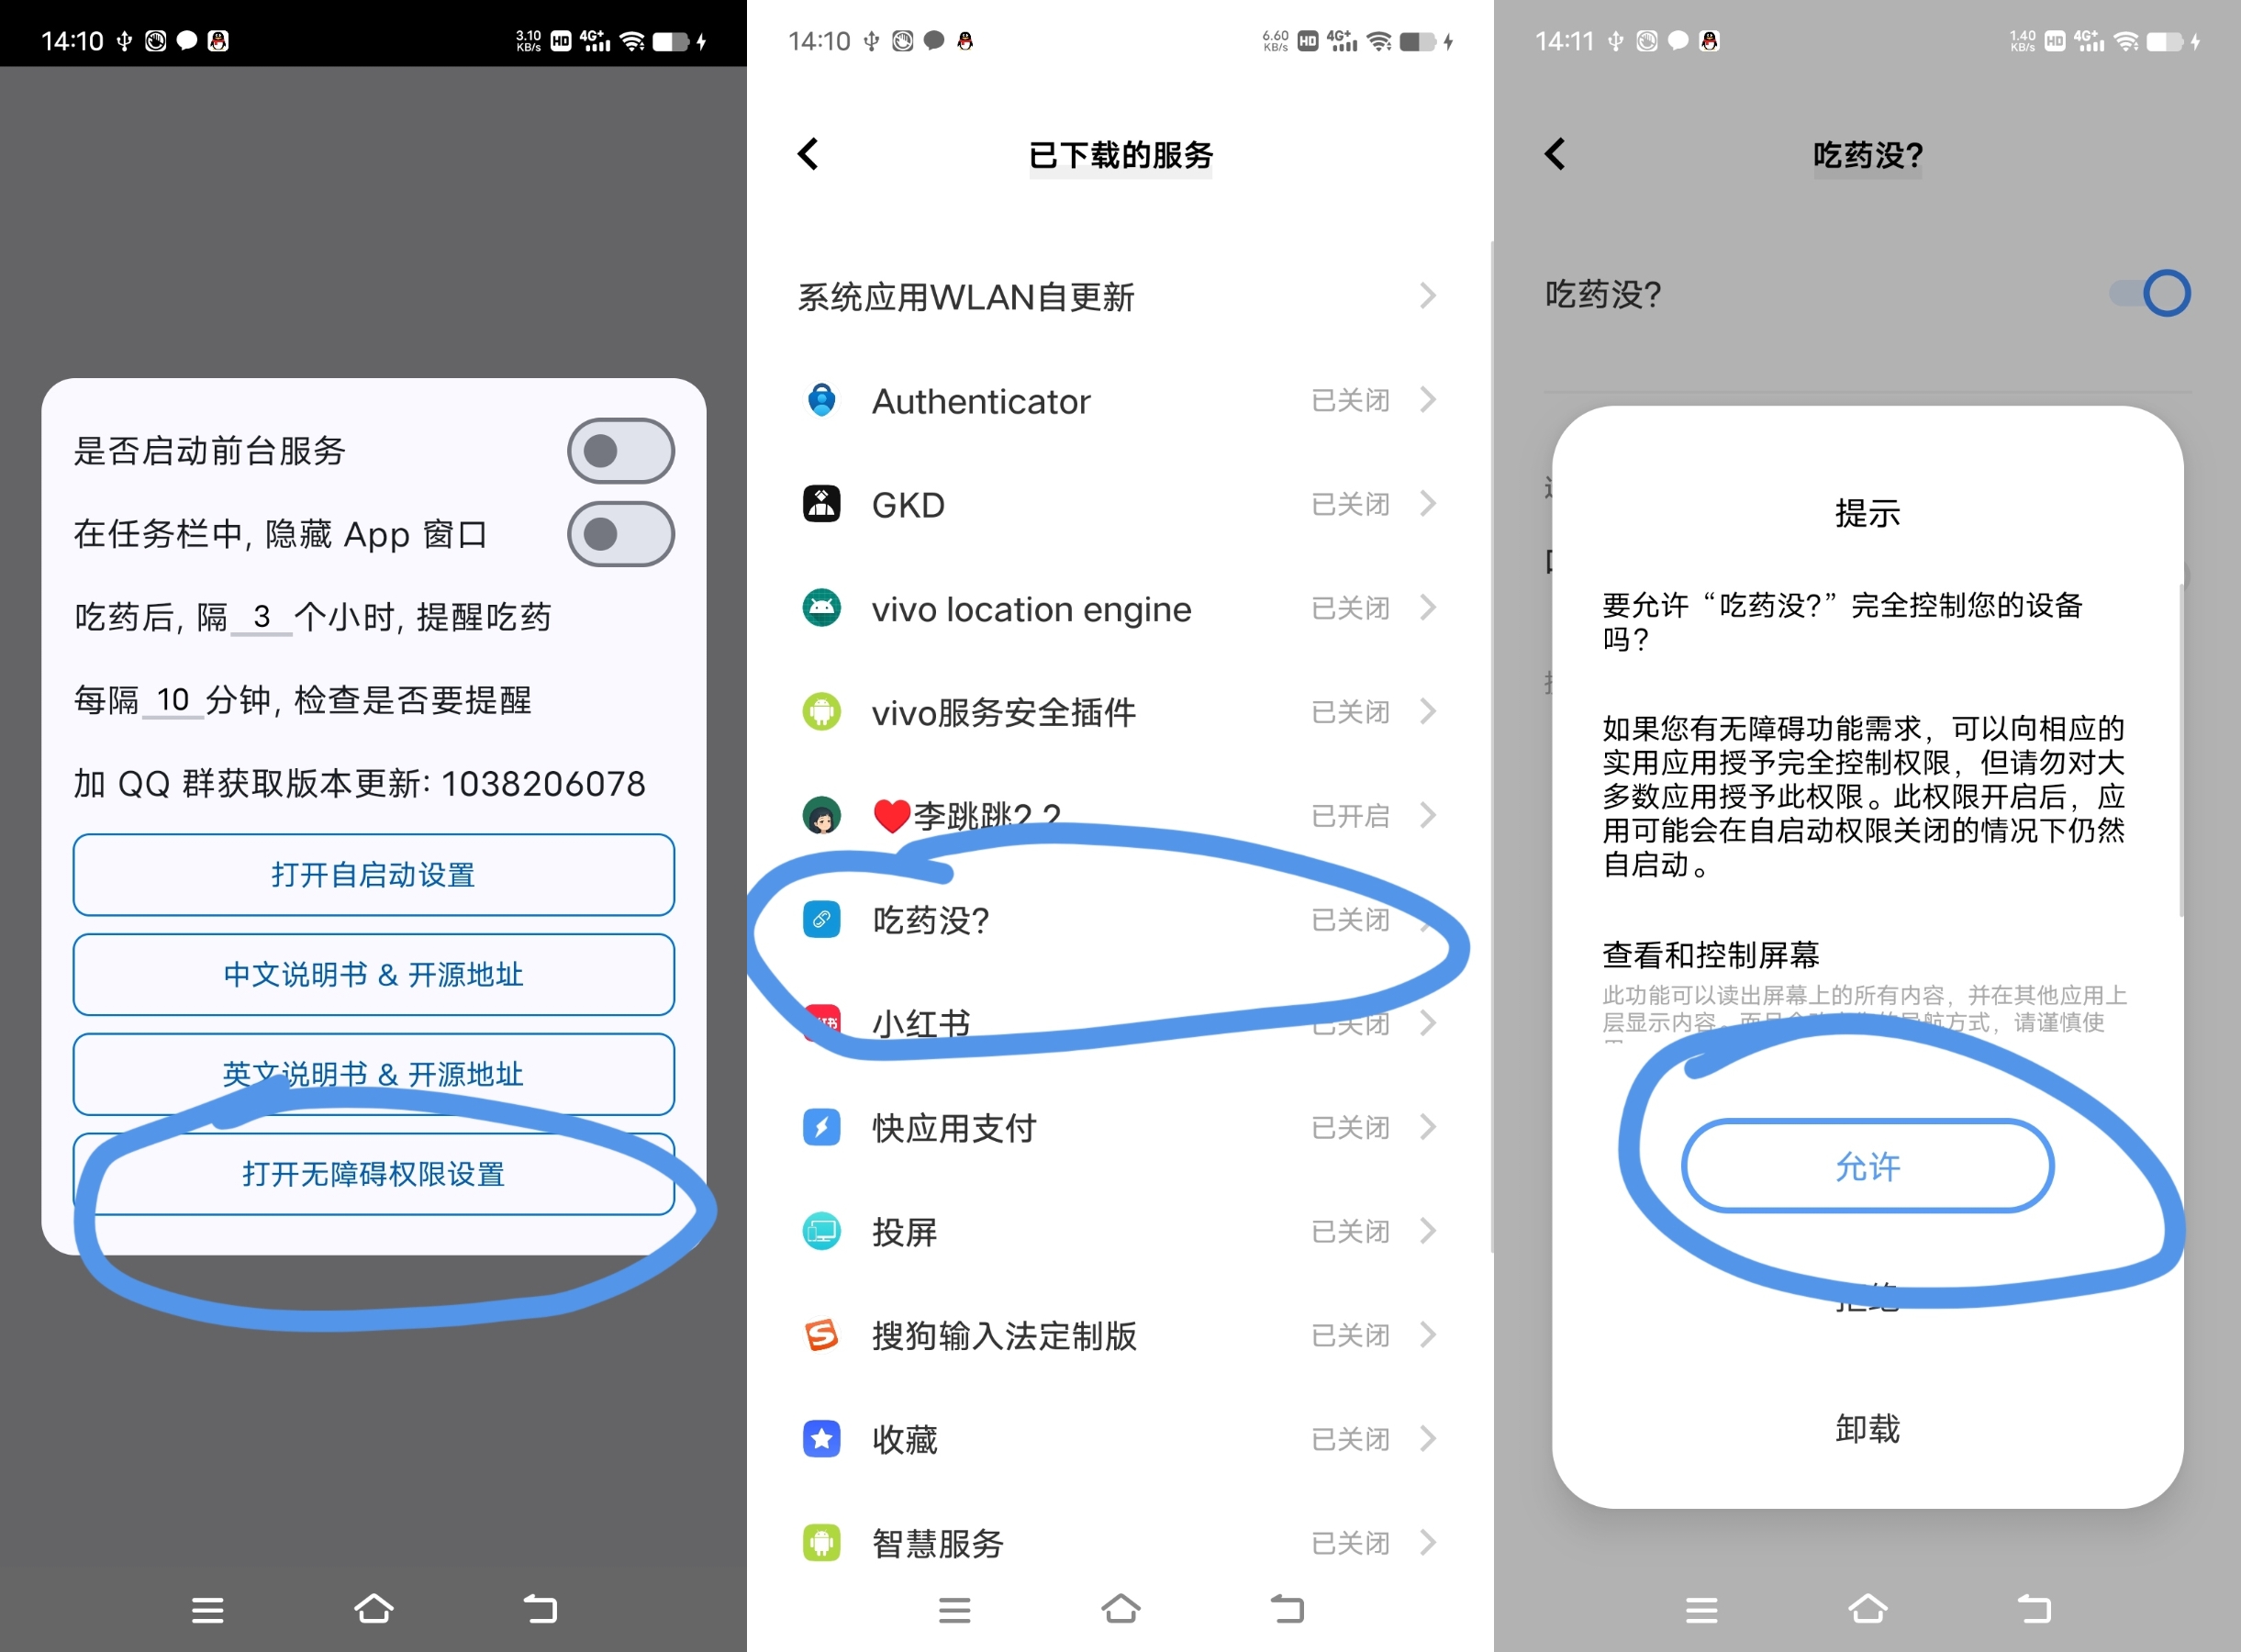 14:10
3.10 KB/s HD 4G+
是否启动前台服务
在任务栏中, 隐藏 App 窗口
吃药后, 隔 3 个小时, 提醒吃药
每隔 10 分钟, 检查是否要提醒
加 QQ 群获取版本更新: 1038206078
打开自启动设置
中文说明书 & 开源地址
英文说明书 & 开源地址
打开无障碍权限设置
14:10
6.60 KB/s HD 4G+
已下载的服务
系统应用WLAN自更新
Authenticator 已关闭
GKD 已关闭
vivo location engine 已关闭
vivo服务安全插件 已关闭
❤️李跳跳2.2 已开启
吃药没? 已关闭
小红书 已关闭
快应用支付 已关闭
投屏 已关闭
搜狗输入法定制版 已关闭
收藏 已关闭
智慧服务 已关闭
14:11
1.40 KB/s HD 4G+
吃药没?
吃药没?
提示
要允许“吃药没?”完全控制您的设备
吗?
如果您有无障碍功能需求，可以向相应的
实用应用授予完全控制权限，但请勿对大
多数应用授予此权限。此权限开启后，应
用可能会在自启动权限关闭的情况下仍然
自启动。
查看和控制屏幕
此功能可以读出屏幕上的所有内容，并在其他应用上
层显示内容。 航方式，请谨慎使
允许
拒绝
卸载